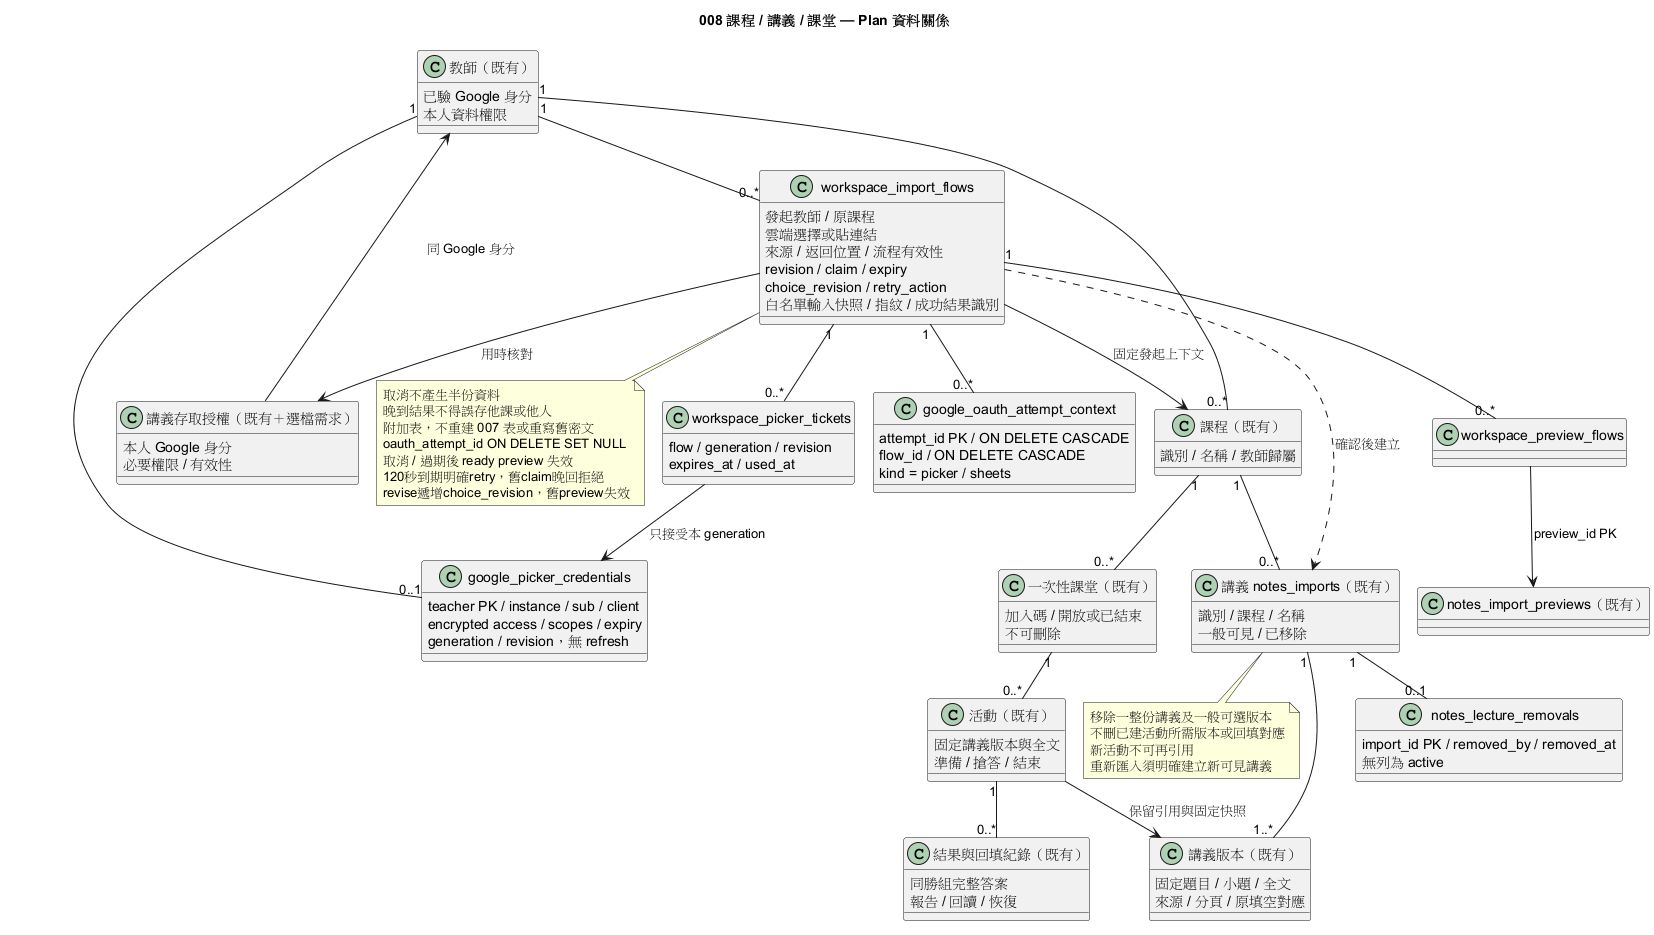 008 課程 / 講義 / 課堂 — Plan 資料關係
C 教師（既有）
已驗 Google 身分
本人資料權限
1
1
1
1
同 Google 身分
0..*
C workspace_import_flows
發起教師 / 原課程
雲端選擇或貼連結
來源 / 返回位置 / 流程有效性
revision / claim / expiry
choice_revision / retry_action
白名單輸入快照 / 指紋 / 成功結果識別
1
1
1
用時核對
固定發起上下文
確認後建立
取消不產生半份資料
晚到結果不得誤存他課或他人
附加表，不重建 007 表或重寫舊密文
oauth_attempt_id ON DELETE SET NULL
取消 / 過期後 ready preview 失效
120秒到期明確retry，舊claim晚回拒絕
revise遞增choice_revision，舊preview失效
C 講義存取授權（既有＋選檔需求）
本人 Google 身分
必要權限 / 有效性
0..*
C workspace_picker_tickets
flow / generation / revision
expires_at / used_at
0..*
C google_oauth_attempt_context
attempt_id PK / ON DELETE CASCADE
flow_id / ON DELETE CASCADE
kind = picker / sheets
0..*
C 課程（既有）
識別 / 名稱 / 教師歸屬
1
1
0..*
C workspace_preview_flows
只接受本 generation
preview_id PK
0..1
C google_picker_credentials
teacher PK / instance / sub / client
encrypted access / scopes / expiry
generation / revision，無 refresh
0..*
C 一次性課堂（既有）
加入碼 / 開放或已結束
不可刪除
1
0..*
C 講義 notes_imports（既有）
識別 / 課程 / 名稱
一般可見 / 已移除
1
1
C notes_import_previews（既有）
0..*
C 活動（既有）
固定講義版本與全文
準備 / 搶答 / 結束
1
移除一整份講義及一般可選版本
不刪已建活動所需版本或回填對應
新活動不可再引用
重新匯入須明確建立新可見講義
0..1
C notes_lecture_removals
import_id PK / removed_by / removed_at
無列為 active
保留引用與固定快照
0..*
C 結果與回填紀錄（既有）
同勝組完整答案
報告 / 回讀 / 恢復
1..*
C 講義版本（既有）
固定題目 / 小題 / 全文
來源 / 分頁 / 原填空對應